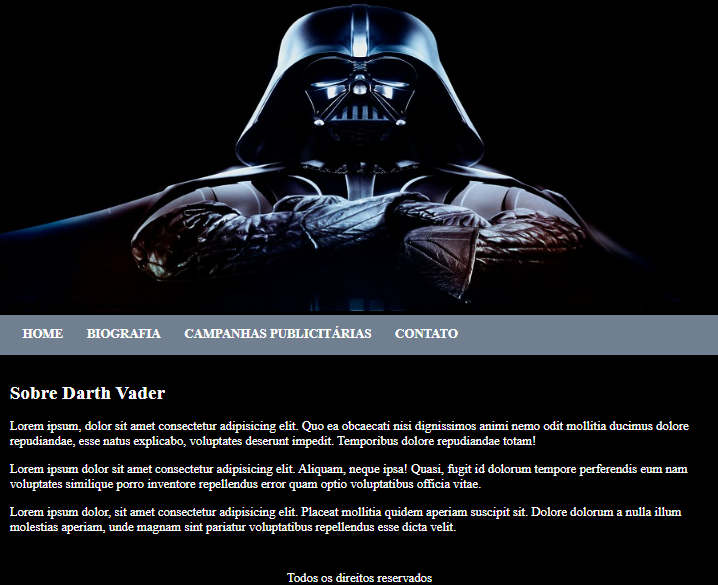 HOME BIOGRAFIA CAMPANHAS PUBLICITÁRIAS CONTATO
Sobre Darth Vader
Lorem ipsum, dolor sit amet consectetur adipisicing elit. Quo ea obcaecati nisi dignissimos animi nemo odit mollitia ducimus dolore
repudiandae, esse natus explicabo, voluptates deserunt impedit. Temporibus dolore repudiandae totam!
Lorem ipsum dolor sit amet consectetur adipisicing elit. Aliquam, neque ipsa! Quasi, fugit id dolorum tempore perferendis eum nam
voluptates similique porro inventore repellendus error quam optio voluptatibus officia vitae.
Lorem ipsum dolor, sit amet consectetur adipisicing elit. Placeat mollitia quidem aperiam suscipit sit. Dolore dolorum a nulla illum
molestias aperiam, unde magnam sint pariatur voluptatibus repellendus esse dicta velit.
Todos os direitos reservados